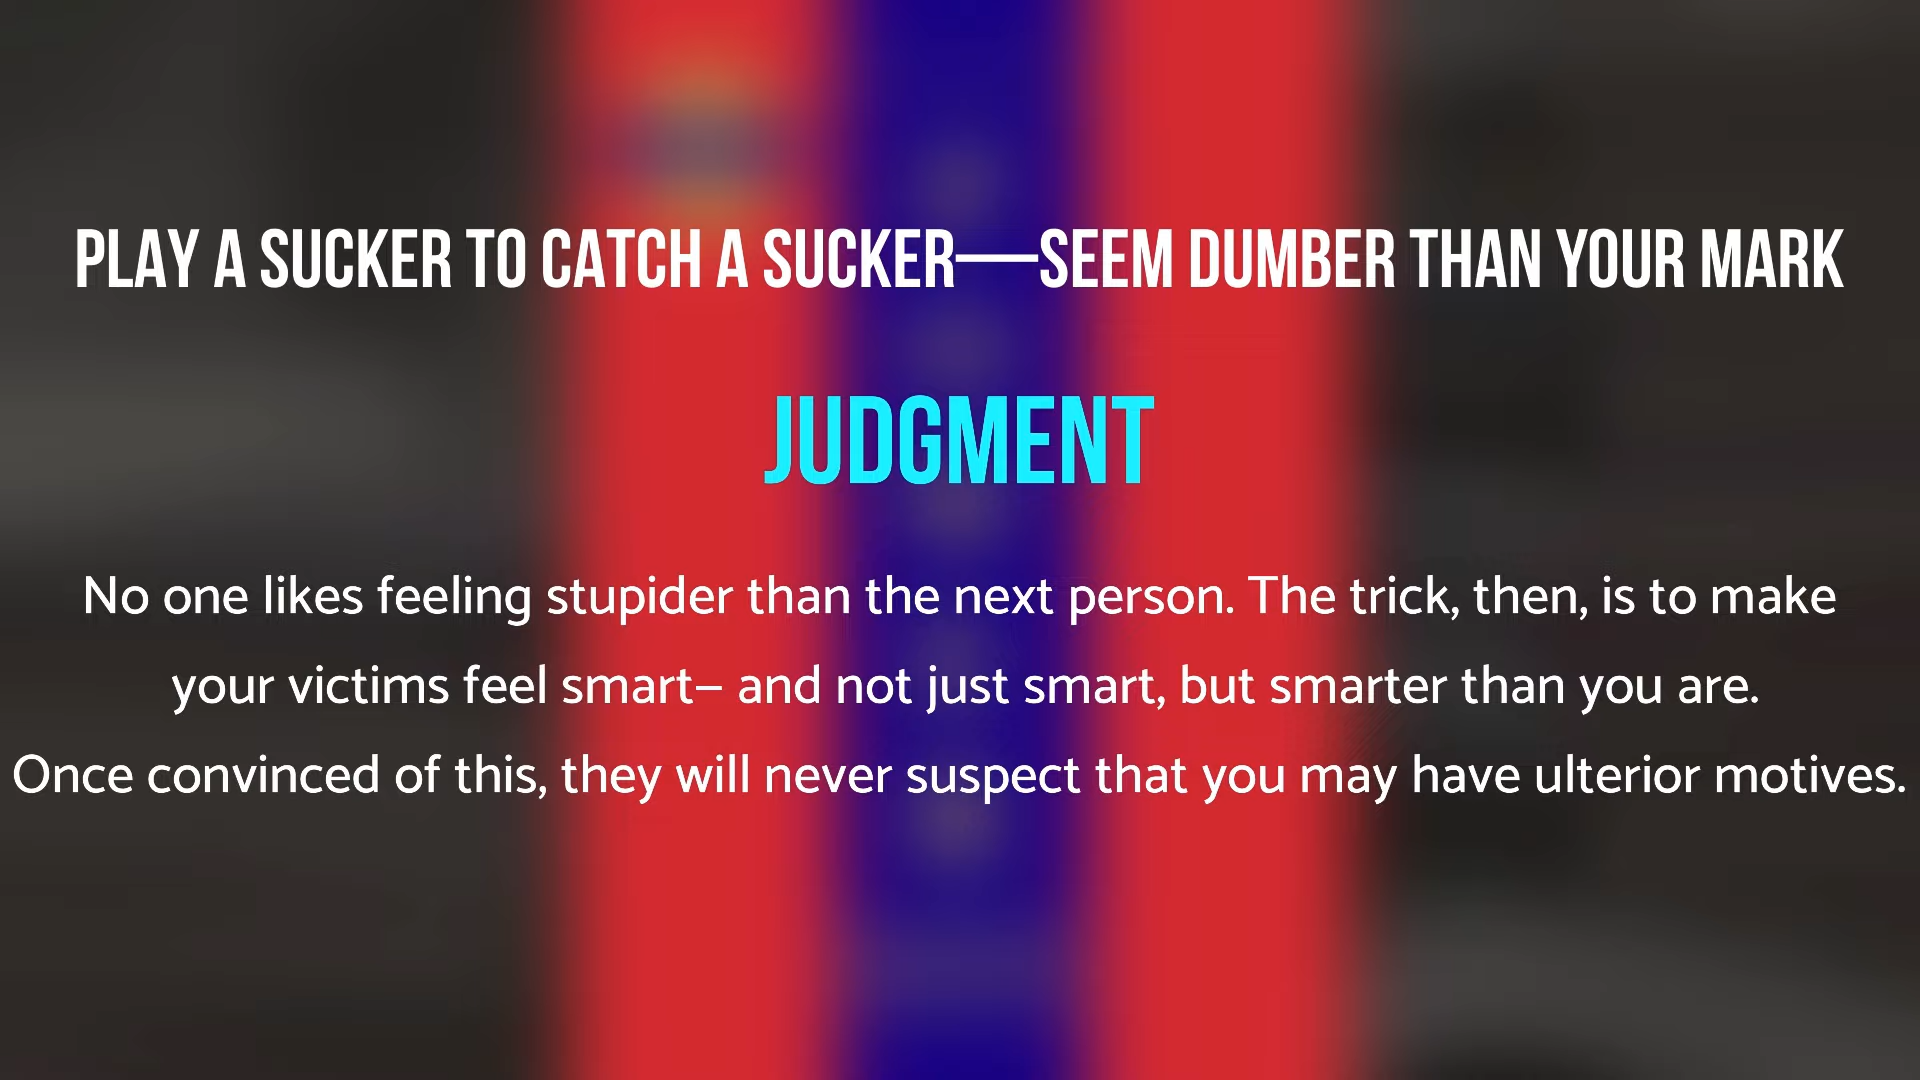 PLAY A SUCKER TO CATCH A SUCKER—SEEM DUMBER THAN YOUR MARK
JUDGMENT
No one likes feeling stupider than the next person. The trick, then, is to make
your victims feel smart– and not just smart, but smarter than you are.
Once convinced of this, they will never suspect that you may have ulterior motives.